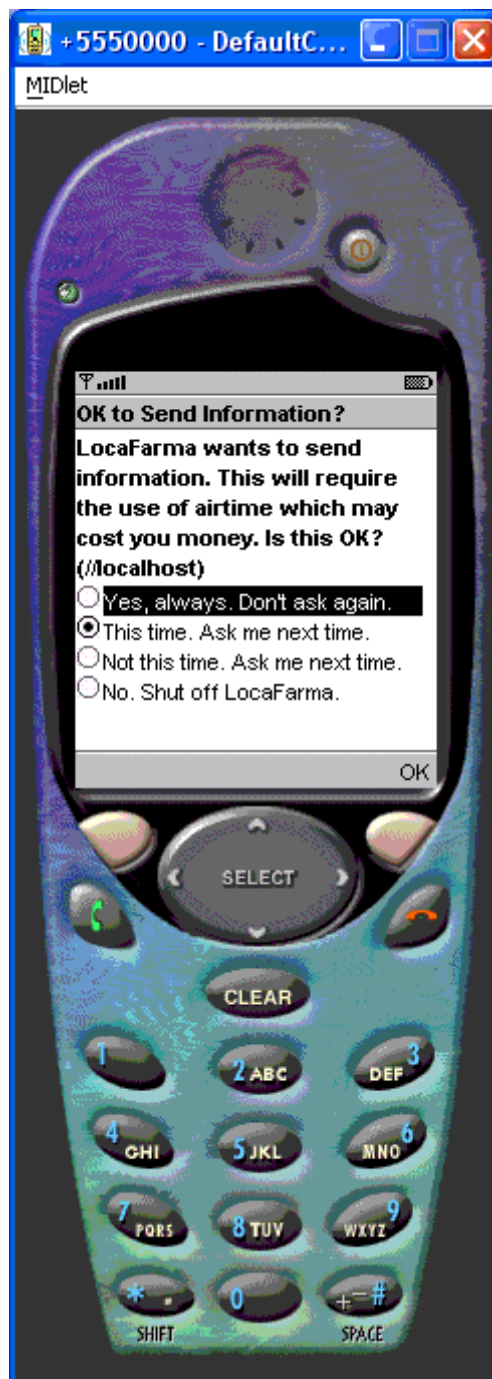 +5550000 - DefaultC...
MIDlet
OK to Send Information?
LocaFarma wants to send
information. This will require
the use of airtime which may
cost you money. Is this OK?
(//localhost)
Yes, always. Don't ask again.
This time. Ask me next time.
Not this time. Ask me next time.
No. Shut off LocaFarma.
OK
SELECT
CLEAR
1
2 ABC
DEF 3
4 GHI
5 JKL
MNO 6
7 PQRS
8 TUV
WXYZ 9
* .
0
+-#
SHIFT
SPACE